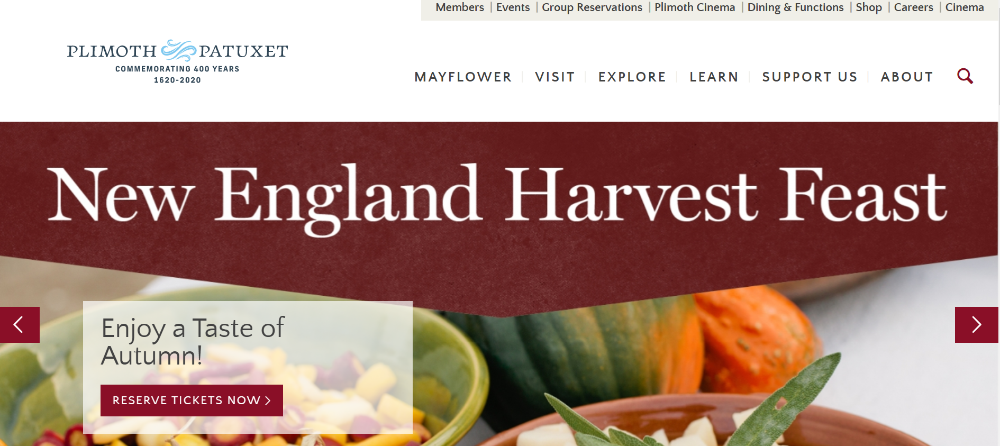 Members | Events | Group Reservations | Plimoth Cinema | Dining & Functions | Shop | Careers | Cinema
PLIMOTH PATUXET
COMMEMORATING 400 YEARS
1620-2020
MAYFLOWER | VISIT | EXPLORE | LEARN | SUPPORT US | ABOUT
New England Harvest Feast
Enjoy a Taste of
Autumn!
RESERVE TICKETS NOW >